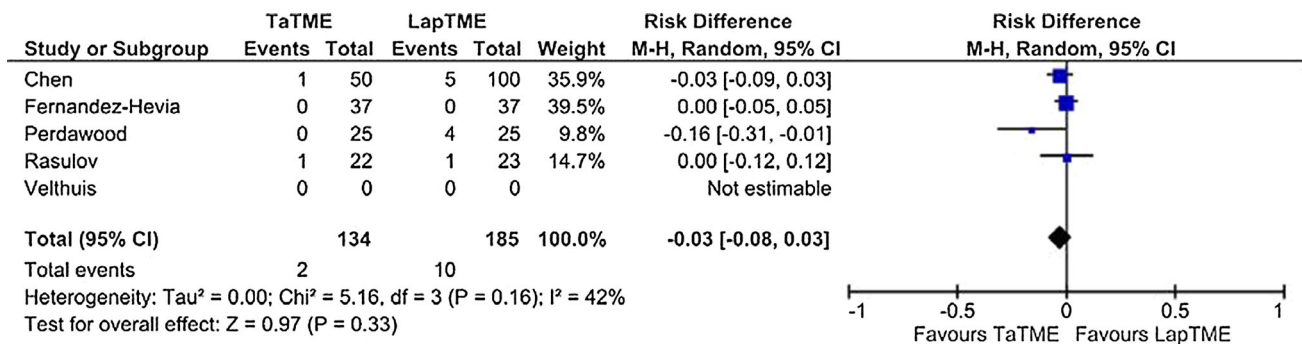 TaTME LapTME Risk Difference Risk Difference
Study or Subgroup Events Total Events Total Weight M-H, Random, 95% CI M-H, Random, 95% CI
Chen 1 50 5 100 35.9% -0.03 [-0.09, 0.03]
Fernandez-Hevia 0 37 0 37 39.5% 0.00 [-0.05, 0.05]
Perdawood 0 25 4 25 9.8% -0.16 [-0.31, -0.01]
Rasulov 1 22 1 23 14.7% 0.00 [-0.12, 0.12]
Velthuis 0 0 0 0 Not estimable
Total (95% CI) 134 185 100.0% -0.03 [-0.08, 0.03]
Total events 2 10
Heterogeneity: Tau² = 0.00; Chi² = 5.16, df = 3 (P = 0.16); I² = 42%
Test for overall effect: Z = 0.97 (P = 0.33)
-1 -0.5 0 0.5 1
Favours TaTME Favours LapTME